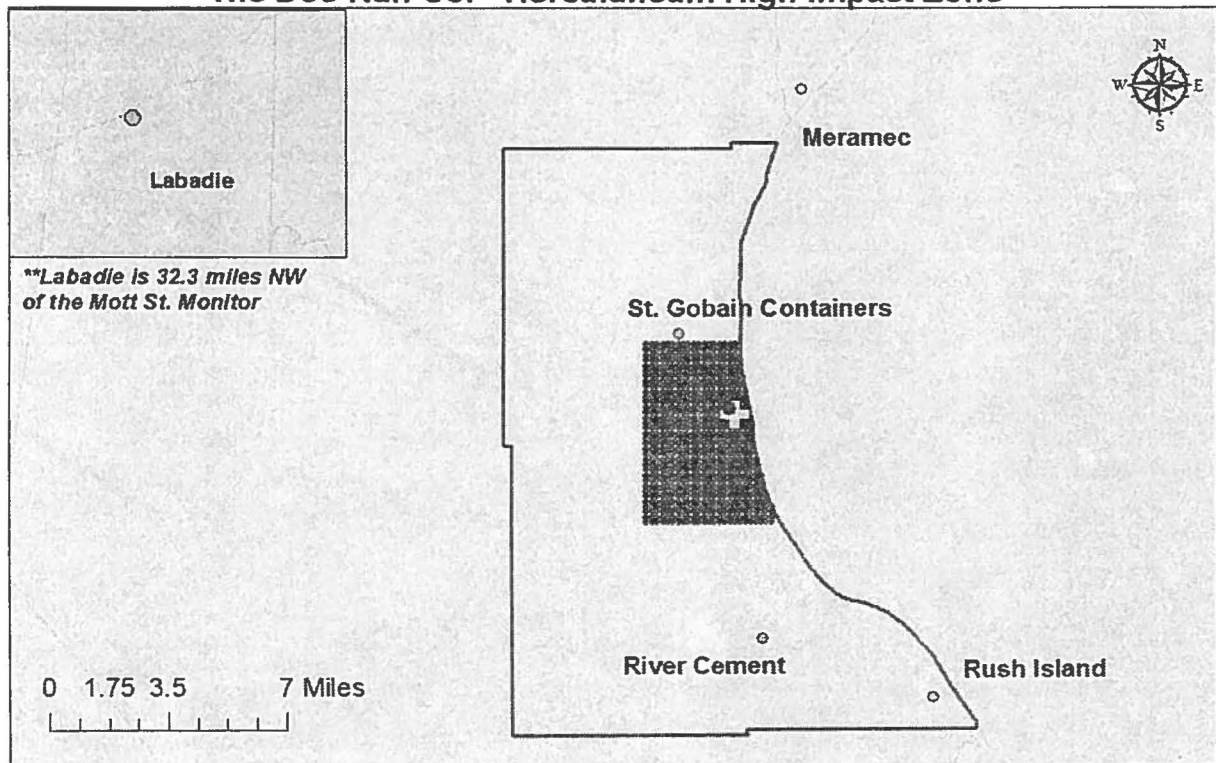 N
W E
S
Meramec
Labadie
**Labadie is 32.3 miles NW
of the Mott St. Monitor
St. Gobain Containers
River Cement
Rush Island
0 1.75 3.5 7 Miles